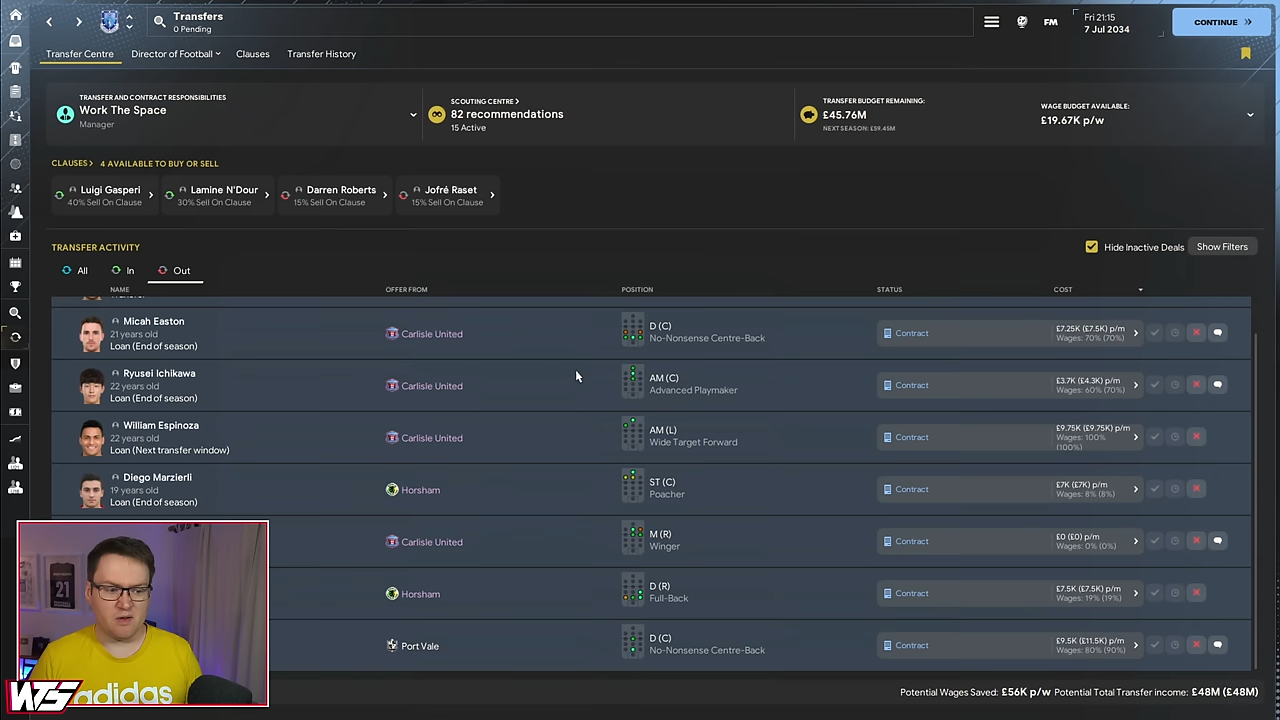 Transfers
0 Pending
FM
Fri 21:15
7 Jul 2034
CONTINUE
Transfer Centre
Director of Football
Clauses
Transfer History
TRANSFER AND CONTRACT RESPONSIBILITIES
Work The Space
Manager
SCOUTING CENTRE >
82 recommendations
15 Active
TRANSFER BUDGET REMAINING:
£45.76M
NEXT SEASON: £59.45M
WAGE BUDGET AVAILABLE:
£19.67K p/w
CLAUSES > 4 AVAILABLE TO BUY OR SELL
Luigi Gasperi
40% Sell On Clause
Lamine N'Dour
30% Sell On Clause
Darren Roberts
15% Sell On Clause
Jofré Raset
15% Sell On Clause
TRANSFER ACTIVITY
Hide Inactive Deals
Show Filters
All
In
Out
NAME
OFFER FROM
POSITION
STATUS
COST
Micah Easton
21 years old
Loan (End of season)
Carlisle United
D (C)
No-Nonsense Centre-Back
Contract
£7.25K (£7.5K) p/m
Wages: 70% (70%)
Ryusei Ichikawa
22 years old
Loan (End of season)
Carlisle United
AM (C)
Advanced Playmaker
Contract
£3.7K (£4.3K) p/m
Wages: 60% (70%)
William Espinoza
22 years old
Loan (Next transfer window)
Carlisle United
AM (L)
Wide Target Forward
Contract
£9.75K (£9.75K) p/m
Wages: 100%
(100%)
Diego Marzierli
19 years old
Loan (End of season)
Horsham
ST (C)
Poacher
Contract
£7K (£7K) p/m
Wages: 8% (8%)
Carlisle United
M (R)
Winger
Contract
£0 (£0) p/m
Wages: 0% (0%)
Horsham
D (R)
Full-Back
Contract
£7.5K (£7.5K) p/m
Wages: 19% (19%)
Port Vale
D (C)
No-Nonsense Centre-Back
Contract
£9.5K (£11.5K) p/m
Wages: 80% (90%)
21
adidas
WTS
Potential Wages Saved: £56K p/w Potential Total Transfer income: £48M (£48M)